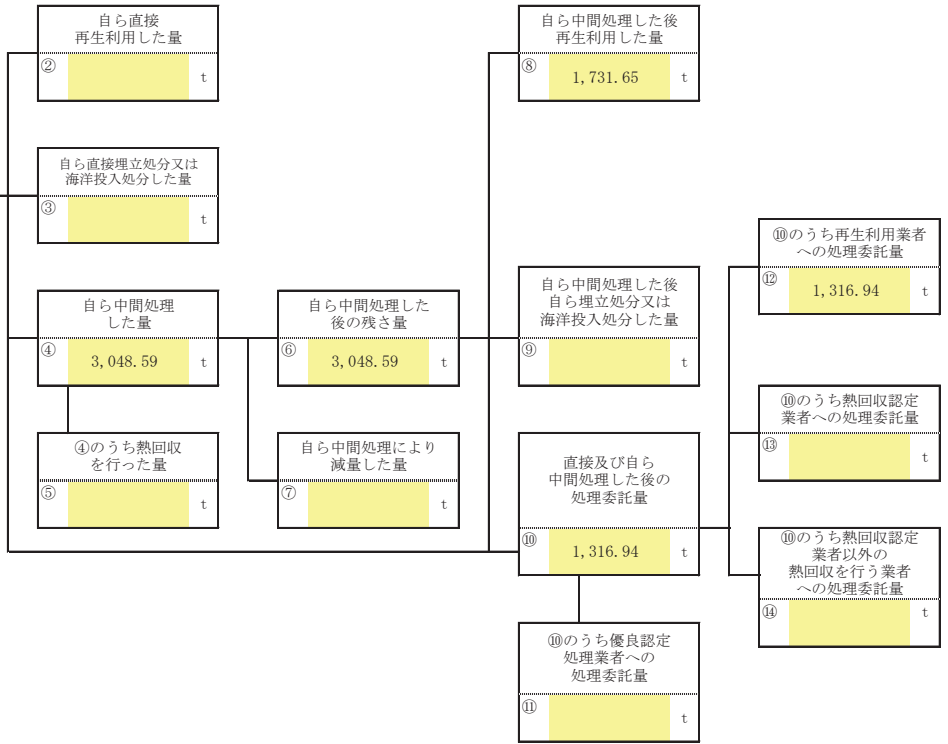 自ら直接
再生利用した量
②
t
自ら直接埋立処分又は
海洋投入処分した量
③
t
自ら中間処理
した量
④
3,048.59
t
④のうち熱回収
を行った量
⑤
t
自ら中間処理した
後の残さ量
⑥
3,048.59
t
自ら中間処理により
減量した量
⑦
t
自ら中間処理した後
再生利用した量
⑧
1,731.65
t
自ら中間処理した後
自ら埋立処分又は
海洋投入処分した量
⑨
t
直接及び自ら
中間処理した後の
処理委託量
⑩
1,316.94
t
⑩のうち優良認定
処理業者への
処理委託量
⑪
t
⑩のうち再生利用業者
への処理委託量
⑫
1,316.94
t
⑩のうち熱回収認定
業者への処理委託量
⑬
t
⑩のうち熱回収認定
業者以外の
熱回収を行う業者
への処理委託量
⑭
t